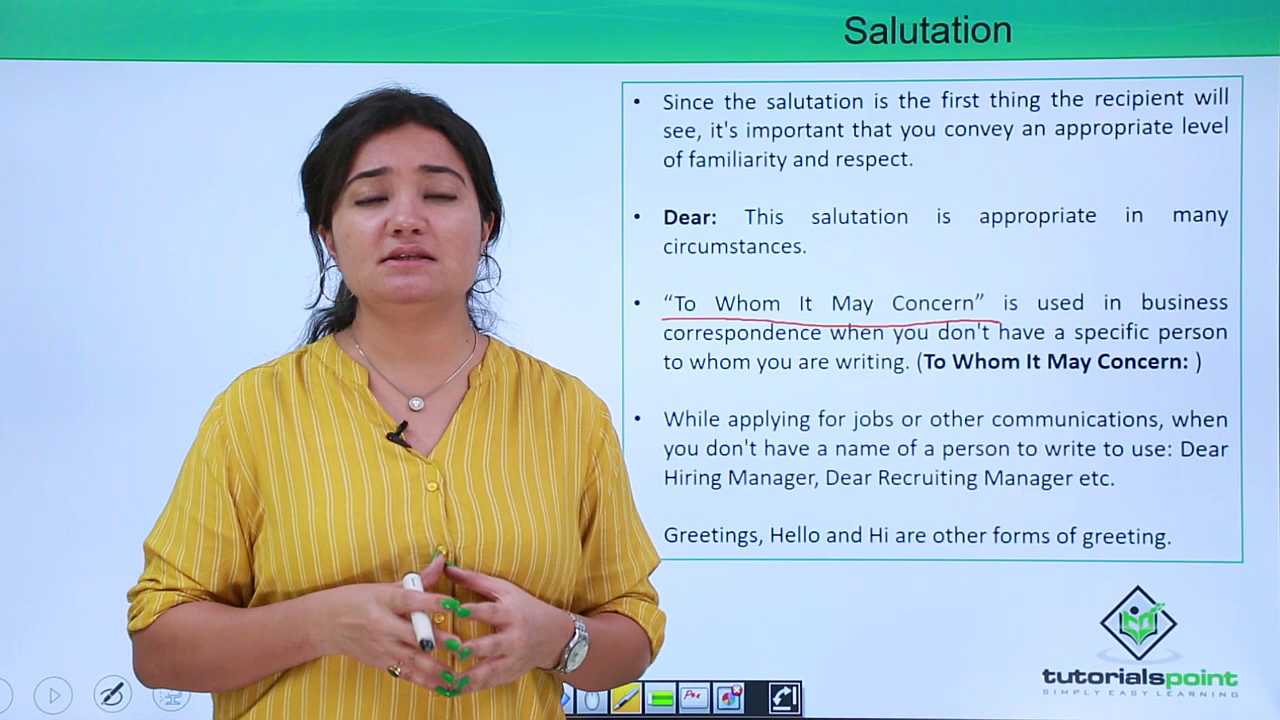 Salutation
• Since the salutation is the first thing the recipient will
see, it's important that you convey an appropriate level
of familiarity and respect.
• Dear: This salutation is appropriate in many
circumstances.
• “To Whom It May Concern” is used in business
correspondence when you don't have a specific person
to whom you are writing. (To Whom It May Concern: )
• While applying for jobs or other communications, when
you don't have a name of a person to write to use: Dear
Hiring Manager, Dear Recruiting Manager etc.
Greetings, Hello and Hi are other forms of greeting.
tutorialspoint
SIMPLY EASY LEARNING